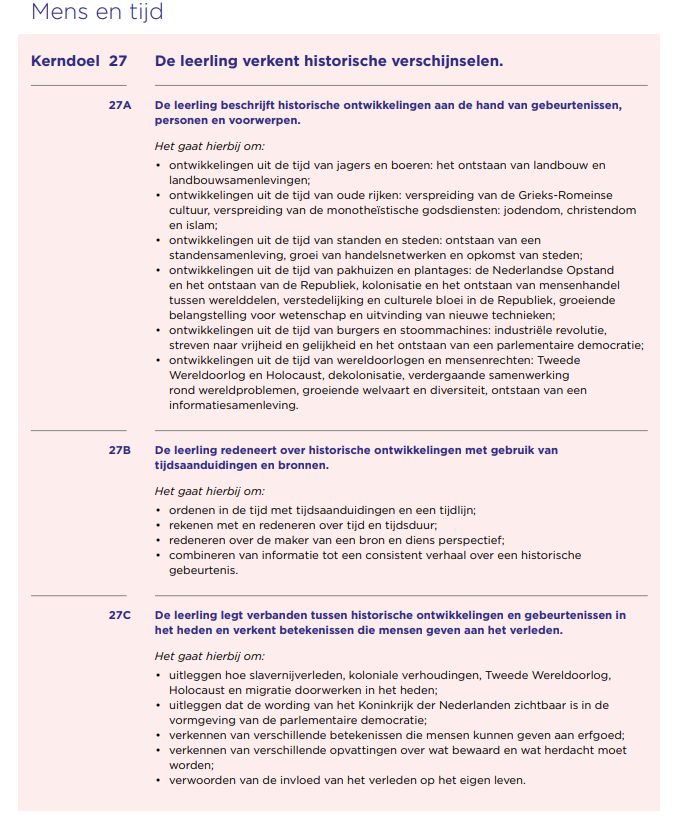 Mens en tijd
Kerndoel 27 De leerling verkent historische verschijnselen.
27A De leerling beschrijft historische ontwikkelingen aan de hand van gebeurtenissen,
personen en voorwerpen.
Het gaat hierbij om:
• ontwikkelingen uit de tijd van jagers en boeren: het ontstaan van landbouw en
landbouwsamenlevingen;
• ontwikkelingen uit de tijd van oude rijken: verspreiding van de Grieks-Romeinse
cultuur, verspreiding van de monotheïstische godsdiensten: jodendom, christendom
en islam;
• ontwikkelingen uit de tijd van standen en steden: ontstaan van een
standensamenleving, groei van handelsnetwerken en opkomst van steden;
• ontwikkelingen uit de tijd van pakhuizen en plantages: de Nederlandse Opstand
en het ontstaan van de Republiek, kolonisatie en het ontstaan van mensenhandel
tussen werelddelen, verstedelijking en culturele bloei in de Republiek, groeiende
belangstelling voor wetenschap en uitvinding van nieuwe technieken;
• ontwikkelingen uit de tijd van burgers en stoommachines: industriële revolutie,
streven naar vrijheid en gelijkheid en het ontstaan van een parlementaire democratie;
• ontwikkelingen uit de tijd van wereldoorlogen en mensenrechten: Tweede
Wereldoorlog en Holocaust, dekolonisatie, verdergaande samenwerking
rond wereldproblemen, groeiende welvaart en diversiteit, ontstaan van een
informatiesamenleving.
27B De leerling redeneert over historische ontwikkelingen met gebruik van
tijdsaanduidingen en bronnen.
Het gaat hierbij om:
• ordenen in de tijd met tijdsaanduidingen en een tijdlijn;
• rekenen met en redeneren over tijd en tijdsduur;
• redeneren over de maker van een bron en diens perspectief;
• combineren van informatie tot een consistent verhaal over een historische
gebeurtenis.
27C De leerling legt verbanden tussen historische ontwikkelingen en gebeurtenissen in
het heden en verkent betekenissen die mensen geven aan het verleden.
Het gaat hierbij om:
• uitleggen hoe slavernijverleden, koloniale verhoudingen, Tweede Wereldoorlog,
Holocaust en migratie doorwerken in het heden;
• uitleggen dat de wording van het Koninkrijk der Nederlanden zichtbaar is in de
vormgeving van de parlementaire democratie;
• verkennen van verschillende betekenissen die mensen kunnen geven aan erfgoed;
• verkennen van verschillende opvattingen over wat bewaard en wat herdacht moet
worden;
• verwoorden van de invloed van het verleden op het eigen leven.